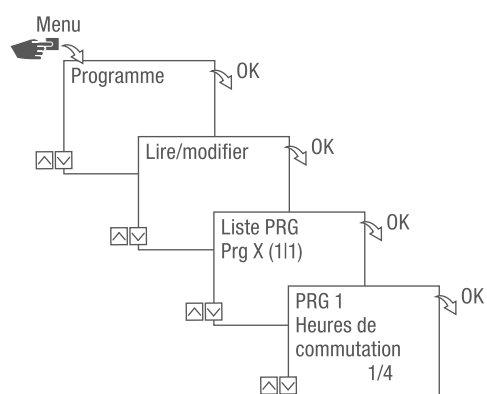 Menu
Programme
OK
Lire/modifier
OK
Liste PRG
Prg X (1|1)
OK
PRG 1
Heures de
commutation
1/4
OK